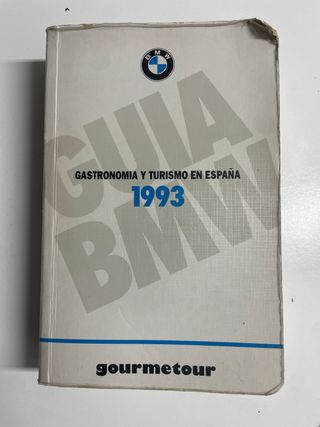 BMW
GUIA
BMW
GASTRONOMIA Y TURISMO EN ESPAÑA
1993
gourmetour